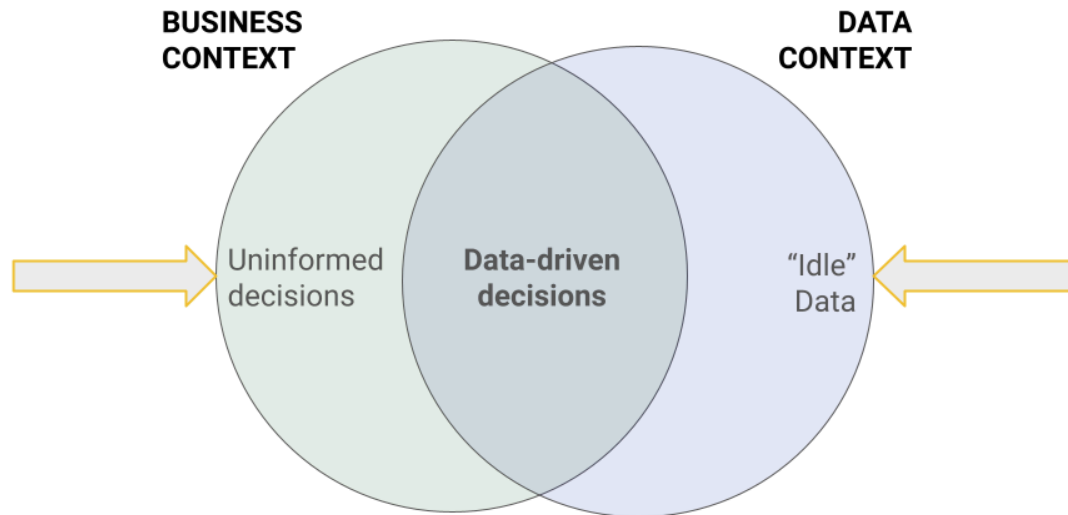 BUSINESS
CONTEXT
DATA
CONTEXT
Uninformed
decisions
Data-driven
decisions
“Idle”
Data